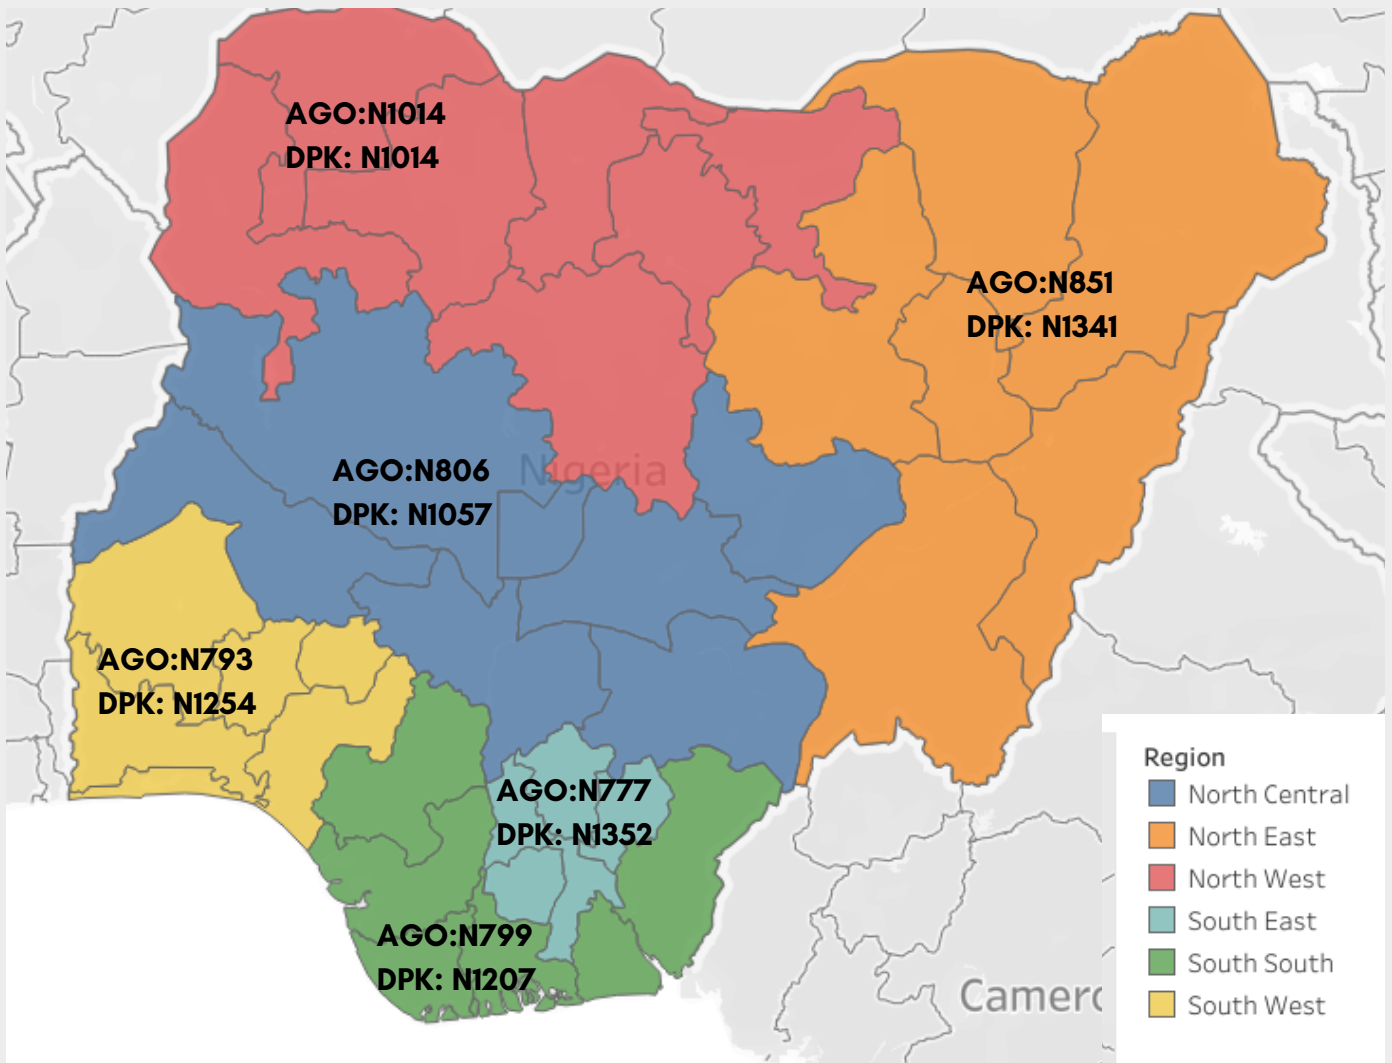 AGO:N1014
DPK: N1014
AGO:N851
DPK: N1341
Nigeria
AGO:N806
DPK: N1057
AGO:N793
DPK: N1254
AGO:N777
DPK: N1352
AGO:N799
DPK: N1207
Camerc
Region
North Central
North East
North West
South East
South South
South West